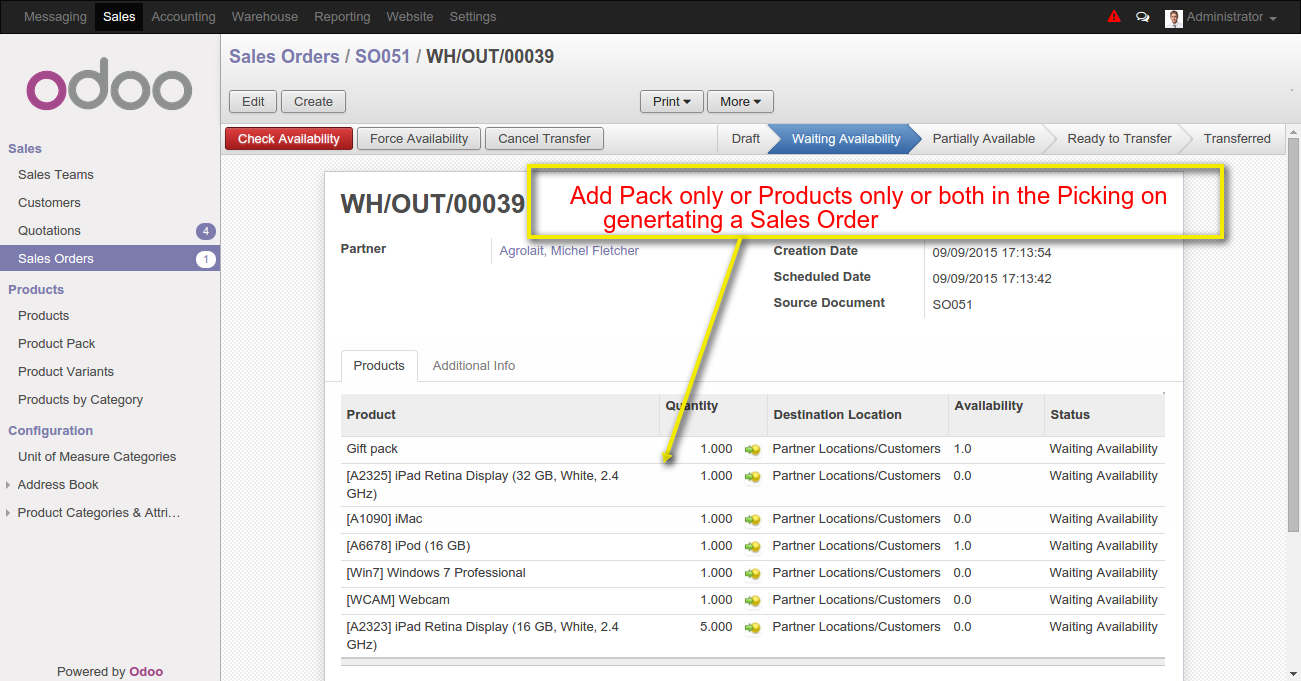 Messaging Sales Accounting Warehouse Reporting Website Settings Administrator
odoo
Sales Orders / SO051 / WH/OUT/00039
Edit Create Print More
Check Availability Force Availability Cancel Transfer Draft Waiting Availability Partially Available Ready to Transfer Transferred
Sales
Sales Teams
Customers
Quotations 4
Sales Orders 1
Products
Products
Product Pack
Product Variants
Products by Category
Configuration
Unit of Measure Categories
Address Book
Product Categories & Attri...
Powered by Odoo
WH/OUT/00039
Add Pack only or Products only or both in the Picking on
genertating a Sales Order
Partner Agrolait, Michel Fletcher
Creation Date 09/09/2015 17:13:54
Scheduled Date 09/09/2015 17:13:42
Source Document SO051
Products Additional Info
Product Quantity Destination Location Availability Status
Gift pack 1.000 Partner Locations/Customers 1.0 Waiting Availability
[A2325] iPad Retina Display (32 GB, White, 2.4 1.000 Partner Locations/Customers 0.0 Waiting Availability
GHz)
[A1090] iMac 1.000 Partner Locations/Customers 0.0 Waiting Availability
[A6678] iPod (16 GB) 1.000 Partner Locations/Customers 1.0 Waiting Availability
[Win7] Windows 7 Professional 1.000 Partner Locations/Customers 0.0 Waiting Availability
[WCAM] Webcam 1.000 Partner Locations/Customers 0.0 Waiting Availability
[A2323] iPad Retina Display (16 GB, White, 2.4 5.000 Partner Locations/Customers 0.0 Waiting Availability
GHz)